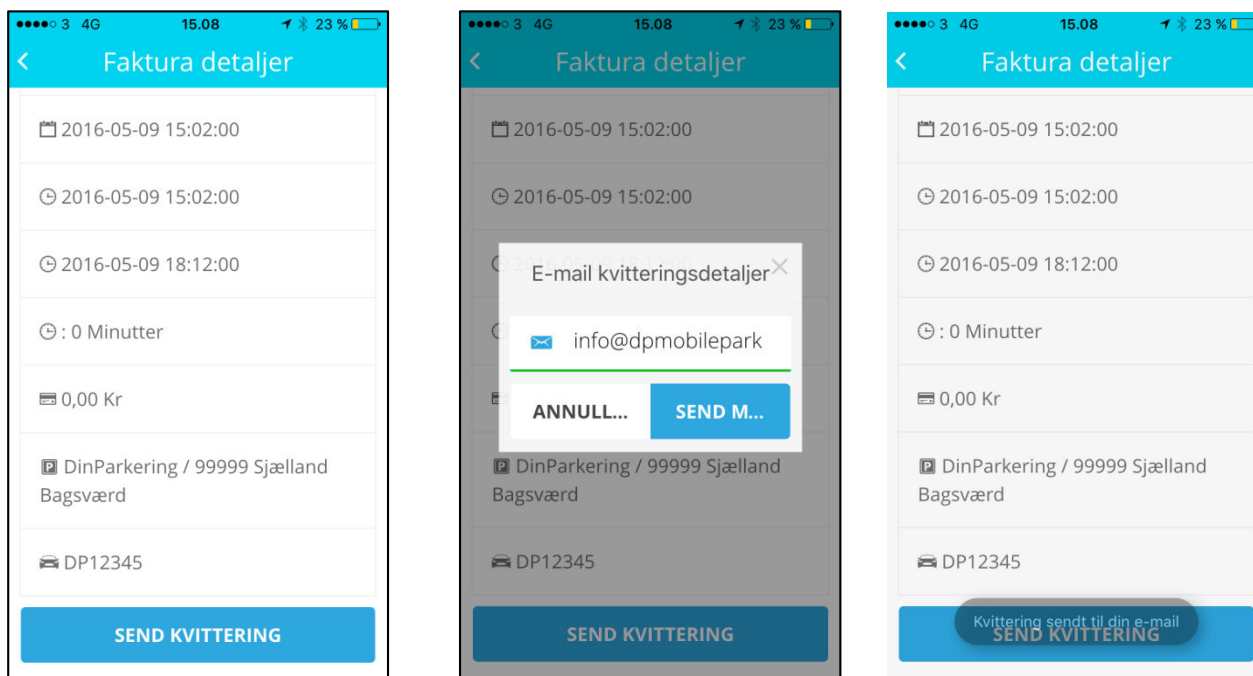 3 4G 15.08 23 %
Faktura detaljer
2016-05-09 15:02:00
2016-05-09 15:02:00
2016-05-09 18:12:00
: 0 Minutter
0,00 Kr
DinParkering / 99999 Sjælland
Bagsværd
DP12345
SEND KVITTERING
3 4G 15.08 23 %
Faktura detaljer
2016-05-09 15:02:00
2016-05-09 15:02:00
E-mail kvitteringsdetaljer
info@dpmobilepark
ANNULL... SEND M...
DinParkering / 99999 Sjælland
Bagsværd
DP12345
SEND KVITTERING
3 4G 15.08 23 %
Faktura detaljer
2016-05-09 15:02:00
2016-05-09 15:02:00
2016-05-09 18:12:00
: 0 Minutter
0,00 Kr
DinParkering / 99999 Sjælland
Bagsværd
DP12345
Kvittering sendt til din e-mail
SEND KVITTERING